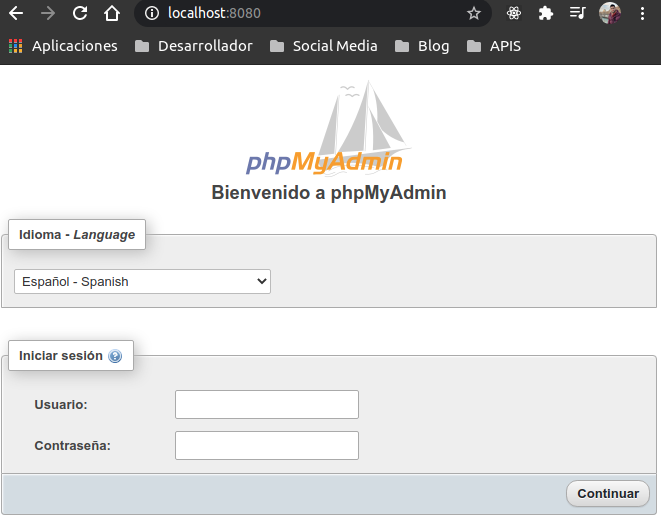 localhost:8080
Aplicaciones Desarrollador Social Media Blog APIS
phpMyAdmin
Bienvenido a phpMyAdmin
Idioma - Language
Español - Spanish
Iniciar sesión
Usuario:
Contraseña:
Continuar